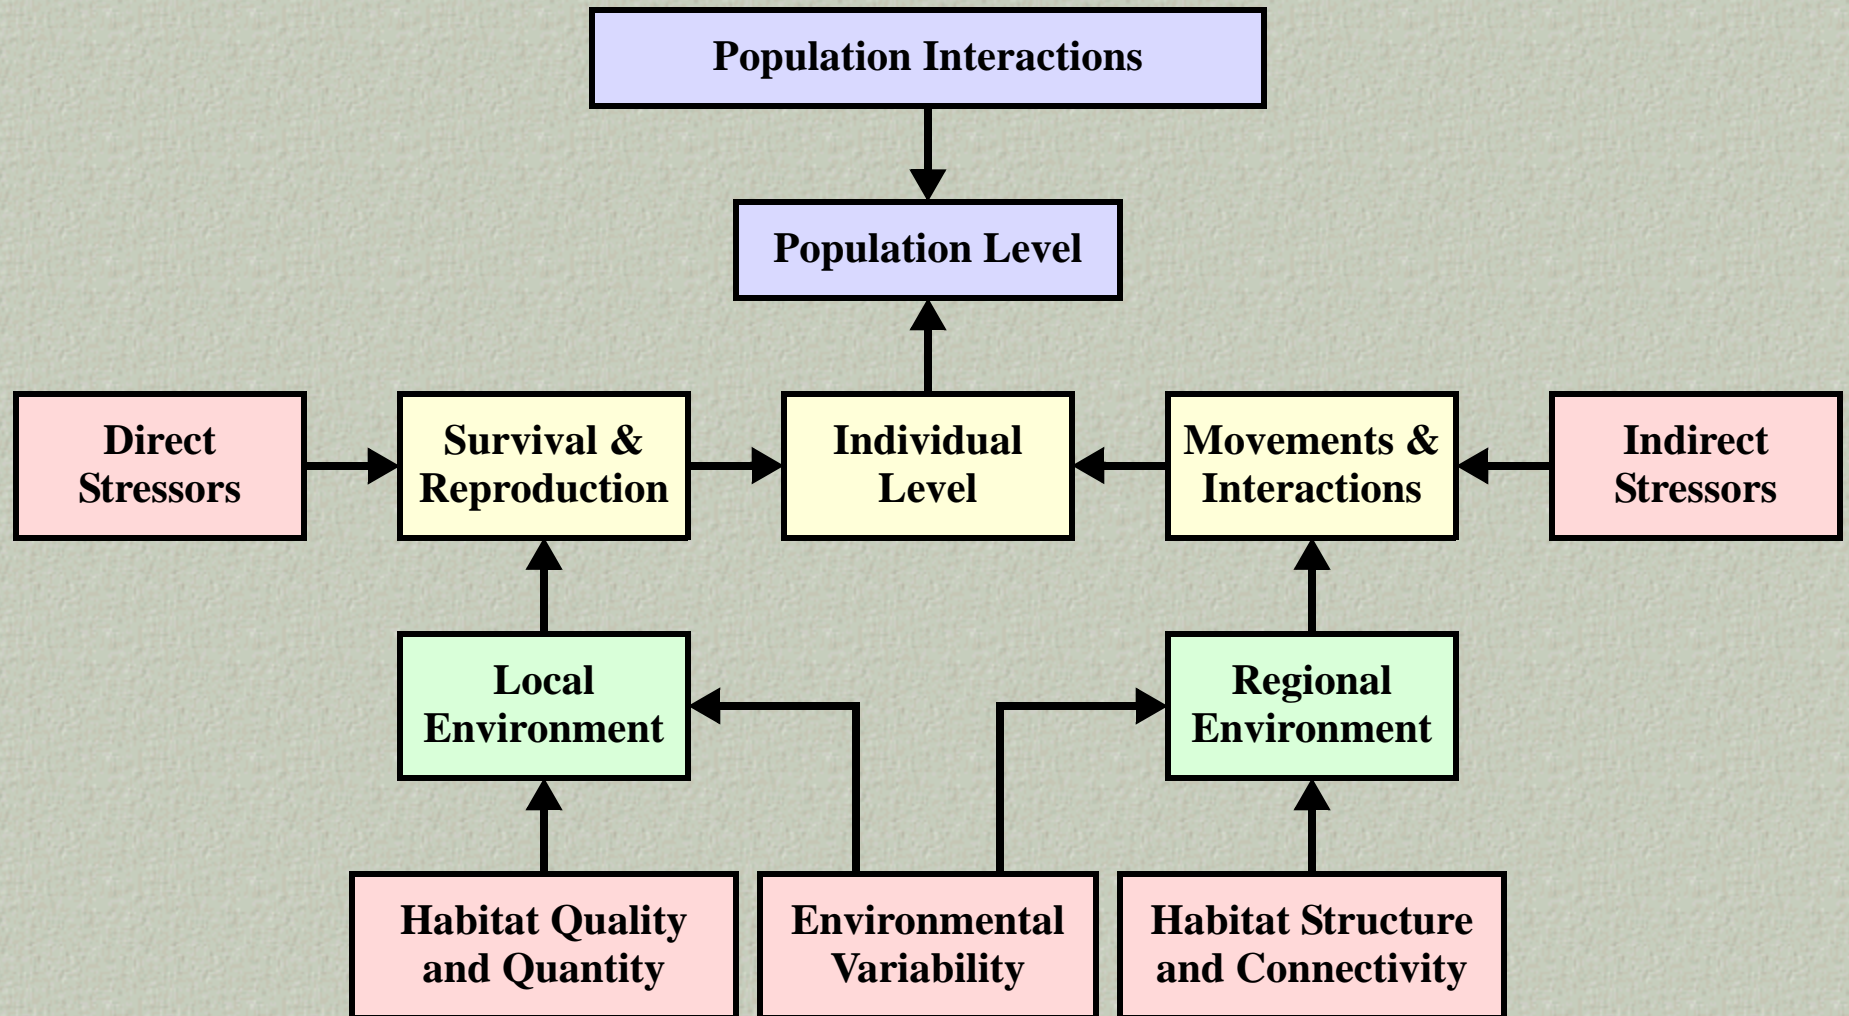 Population Interactions
Population Level
Direct
Stressors
Survival &
Reproduction
Individual
Level
Movements &
Interactions
Indirect
Stressors
Local
Environment
Regional
Environment
Habitat Quality
and Quantity
Environmental
Variability
Habitat Structure
and Connectivity